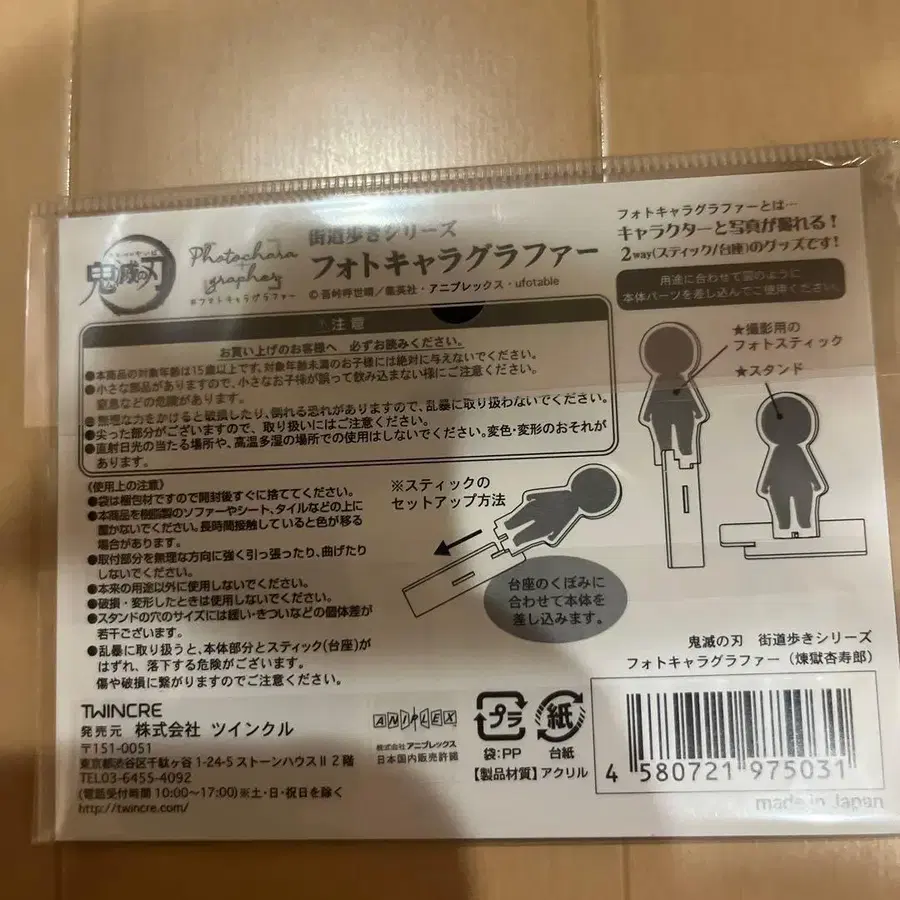 鬼滅の刃
Photochara
grapher
#フォトキャラグラファー
街道歩きシリーズ
フォトキャラグラファー
© 吾峠呼世晴／集英社・アニプレックス・ufotable
フォトキャラグラファーとは…
キャラクターと写真が撮れる！
2way(スティック/台座)のグッズです！
用途に合わせて図のように
本体パーツを差し込んでご使用ください。
⚠注意
お買い上げのお客様へ 必ずお読みください。
●本商品の対象年齢は15歳以上です。対象年齢未満のお子様には絶対に与えないでください。
●小さな部品がありますので、小さなお子様が誤って飲み込まない様にご注意ください。
窒息などの危険があります。
●無理な力をかけると破損したり、倒れる恐れがありますので、乱暴に取り扱わないでください。
●尖った部分がございますので、取り扱いにはご注意ください。
●直射日光の当たる場所や、高温多湿の場所での使用はしないでください。変色・変形のおそれが
あります。
★撮影用の
フォトスティック
★スタンド
《使用上の注意》
●袋は梱包材ですので開封後すぐに捨ててください。
●本商品を樹脂製のソファーやシート、タイルなどの上に
置かないでください。長時間接触していると色が移る
場合があります。
●取付部分を無理な方向に強く引っ張ったり、曲げたり
しないでください。
●本来の用途以外に使用しないでください。
●破損・変形したときは使用しないでください。
●スタンドの穴のサイズには緩い・きついなどの個体差が
若干ございます。
●乱暴に取り扱うと、本体部分とスティック(台座)が
はずれ、落下する危険がございます。
傷や破損に繋がりますのでご注意ください。
※スティックの
セットアップ方法
台座のくぼみに
合わせて本体を
差し込みます。
鬼滅の刃 街道歩きシリーズ
フォトキャラグラファー（煉獄杏寿郎）
TWINCRE
発売元 株式会社 ツインクル
〒151-0051
東京都渋谷区千駄ヶ谷 1-24-5 ストーンハウスⅡ 2 階
TEL03-6455-4092
(電話受付時間 10:00〜17:00)※土・日・祝日を除く
http://twincre.com/
ANIPLEX
株式会社アニプレックス
日本国内販売許諾
プラ
袋:PP
紙
台紙
【製品材質】アクリル
4 580721 975031
made in Japan